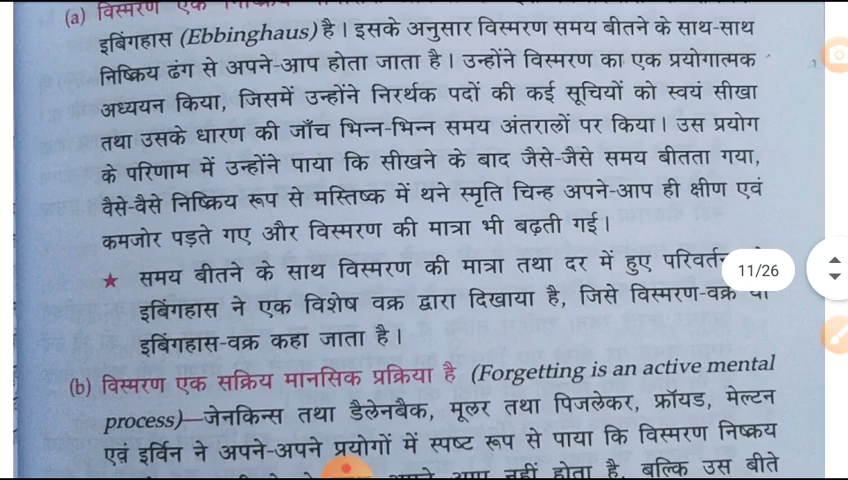 (a) विस्मरण एक
इबिंगहास (Ebbinghaus) है। इसके अनुसार विस्मरण समय बीतने के साथ-साथ
निष्क्रिय ढंग से अपने-आप होता जाता है। उन्होंने विस्मरण का एक प्रयोगात्मक
अध्ययन किया, जिसमें उन्होंने निरर्थक पदों की कई सूचियों को स्वयं सीखा
तथा उसके धारण की जाँच भिन्न-भिन्न समय अंतरालों पर किया। उस प्रयोग
के परिणाम में उन्होंने पाया कि सीखने के बाद जैसे-जैसे समय बीतता गया,
वैसे-वैसे निष्क्रिय रूप से मस्तिष्क में थने स्मृति चिन्ह अपने-आप ही क्षीण एवं
कमजोर पड़ते गए और विस्मरण की मात्रा भी बढ़ती गई।
★ समय बीतने के साथ विस्मरण की मात्रा तथा दर में हुए
11/26
इबिंगहास ने एक विशेष वक्र द्वारा दिखाया है, जिसे विस्मरण-वक्र
इबिंगहास-वक्र कहा जाता है।
(b) विस्मरण एक सक्रिय मानसिक प्रक्रिया है (Forgetting is an active mental
process)—जेनकिन्स तथा डैलेनबैक, मूलर तथा पिजलेकर, फ्रॉयड, मेल्टन
एवं इर्विन ने अपने-अपने प्रयोगों में स्पष्ट रूप से पाया कि विस्मरण निष्क्रय
अपने आप नहीं होता है, बल्कि उस बीते